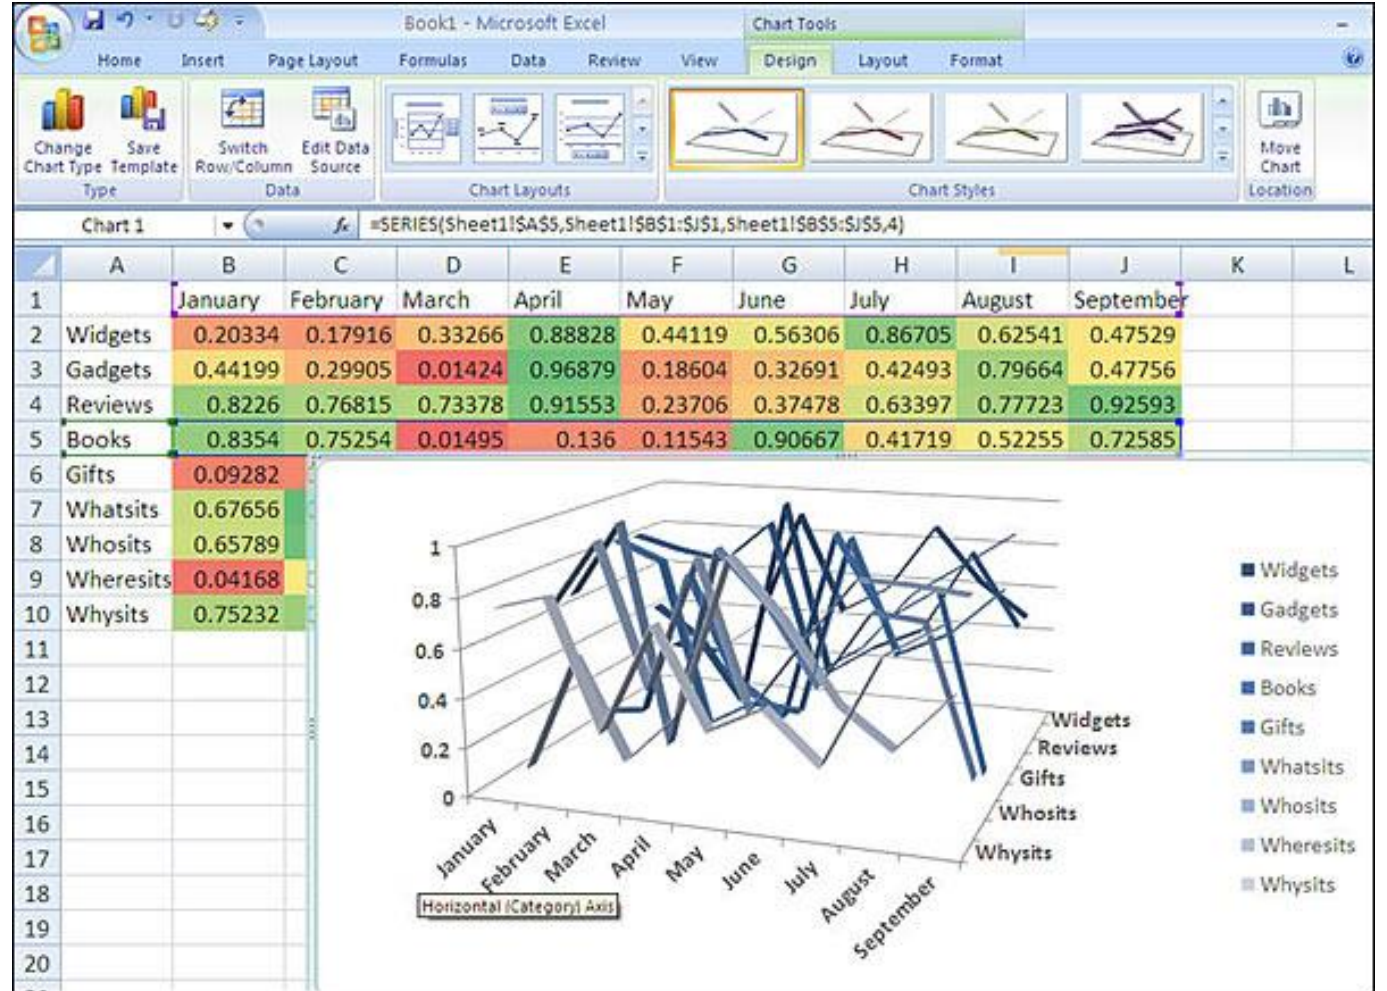 Book1 - Microsoft Excel Chart Tools
Home Insert Page Layout Formulas Data Review View Design Layout Format
Change Chart Type Save Template Switch Row/Column Edit Data Source Move Chart
Type Data Chart Layouts Chart Styles Location
Chart 1 fx =SERIES(Sheet1!$A$5,Sheet1!$B$1:$J$1,Sheet1!$B$5:$J$5,4)
A B C D E F G H I J K L
1 January February March April May June July August September
2 Widgets 0.20334 0.17916 0.33266 0.88828 0.44119 0.56306 0.86705 0.62541 0.47529
3 Gadgets 0.44199 0.29905 0.01424 0.96879 0.18604 0.32691 0.42493 0.79664 0.47756
4 Reviews 0.8226 0.76815 0.73378 0.91553 0.23706 0.37478 0.63397 0.77723 0.92593
5 Books 0.8354 0.75254 0.01495 0.136 0.11543 0.90667 0.41719 0.52255 0.72585
6 Gifts 0.09282
7 Whatsits 0.67656
8 Whosits 0.65789
9 Wheresits 0.04168
10 Whysits 0.75232
11
12
13
14
15
16
17
18
19
20
1
0.8
0.6
0.4
0.2
0
January February March April May June July August September
Widgets
Reviews
Gifts
Whosits
Whysits
Horizontal (Category) Axis
Widgets
Gadgets
Reviews
Books
Gifts
Whatsits
Whosits
Wheresits
Whysits